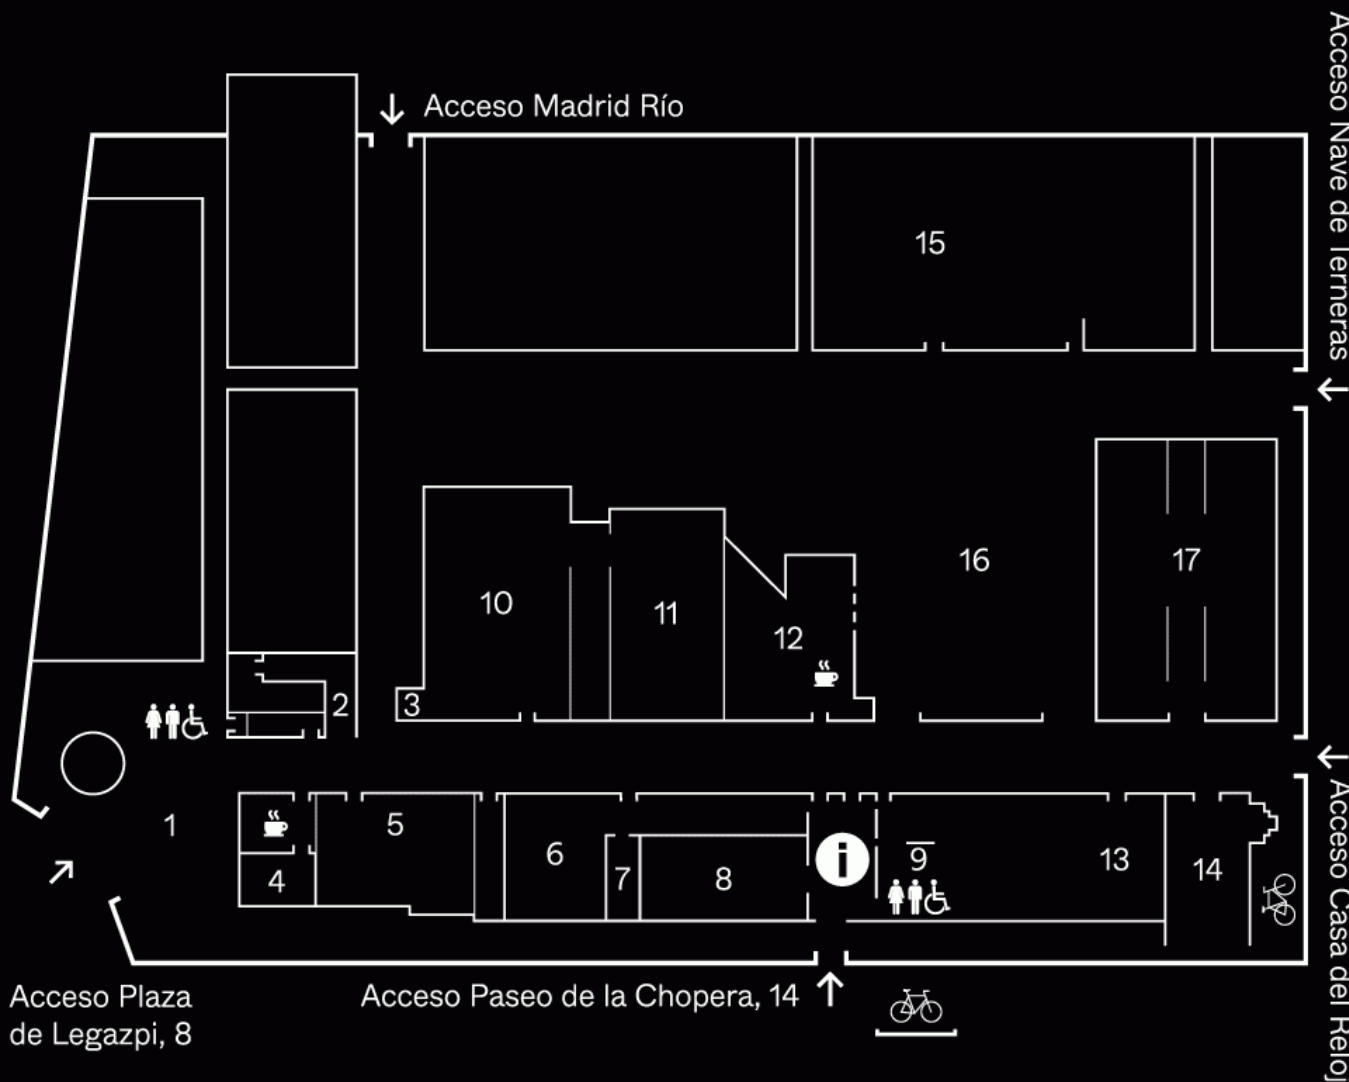 Acceso Madrid Río
Acceso Nave de Terneras
15
10
11
12
16
17
3
2
1
5
4
6
7
8
i
9
13
14
Acceso Casa del Reloj
Acceso Plaza
de Legazpi, 8
Acceso Paseo de la Chopera, 14